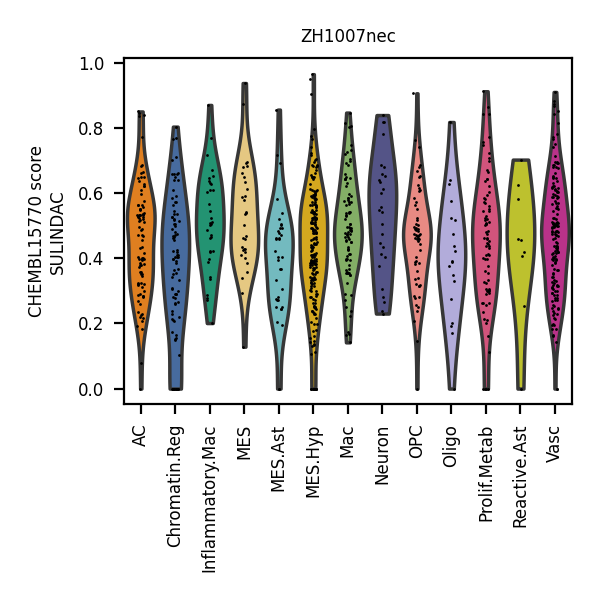 ZH1007nec
CHEMBL15770 score
SULINDAC
1.0
0.8
0.6
0.4
0.2
0.0
AC
Chromatin.Reg
Inflammatory.Mac
MES
MES.Ast
MES.Hyp
Mac
Neuron
OPC
Oligo
Prolif.Metab
Reactive.Ast
Vasc